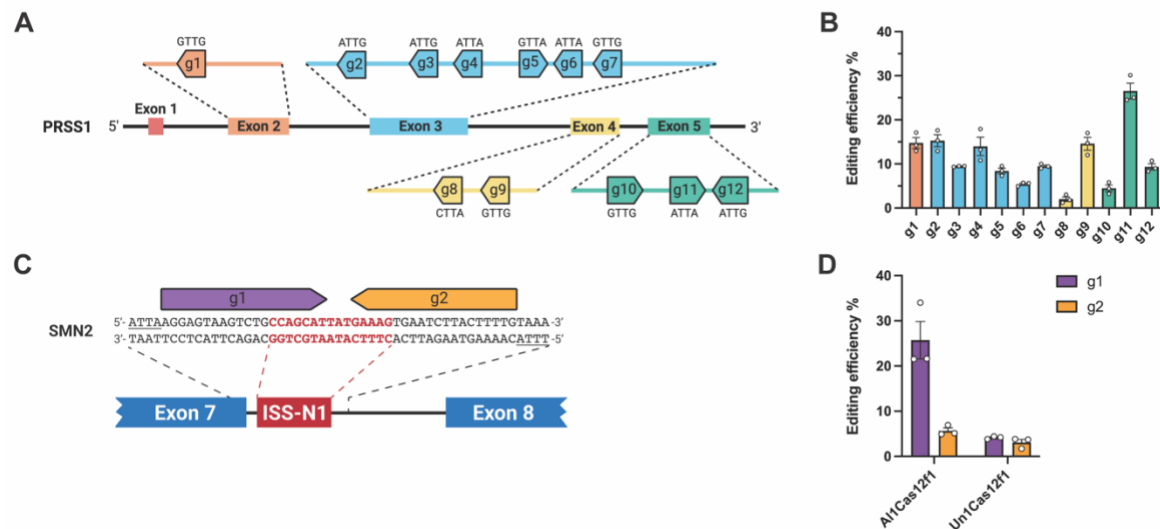 A
GTTG
g1
ATTG ATTG ATTA GTTA ATTA GTTG
g2 g3 g4 g5 g6 g7
Exon 1
PRSS1 5' Exon 2 Exon 3 Exon 4 Exon 5 3'
g8 g9 g10 g11 g12
CTTA GTTG GTTG ATTA ATTG
B
Editing efficiency %
40
30
20
10
0
g1 g2 g3 g4 g5 g6 g7 g8 g9 g10 g11 g12
C
g1 g2
SMN2
5'- ATTAAGGAGTAAGTCTGCCAGCATTATGAAAGTGAATCTTACTTTTGTAAA -3'
3'- TAATTCCTCATTCAGACGGTCGTAATACTTTCACTTAGAATGAAAACATTT -5'
Exon 7 ISS-N1 Exon 8
D
Editing efficiency %
40
30
20
10
0
Al1Cas12f1 Un1Cas12f1
g1
g2